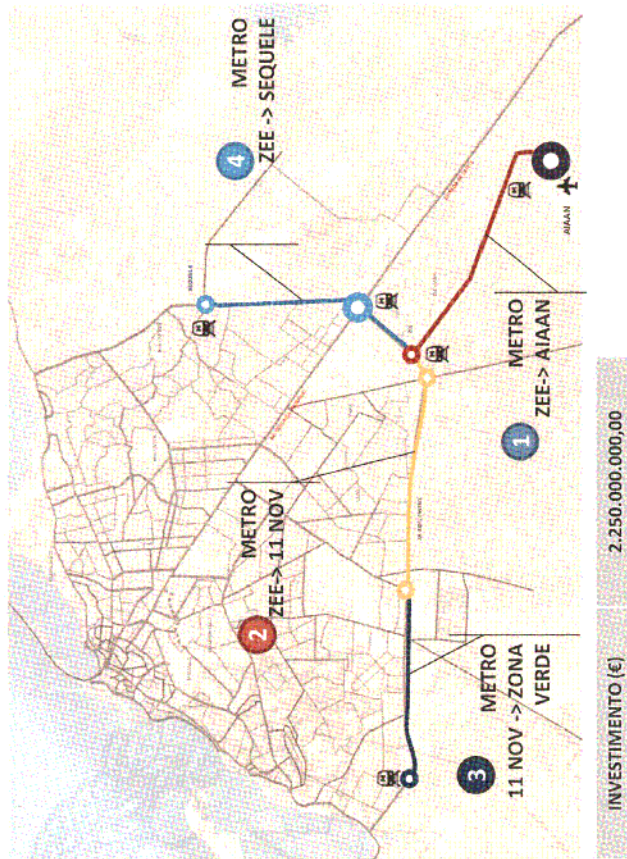 METRO
ZEE -> SEQUELE
4
AIAAN
METRO
ZEE-> AIAAN
1
METRO
ZEE-> 11 NOV
2
METRO
11 NOV -> ZONA
VERDE
3
INVESTIMENTO (€) 2.250.000.000,00